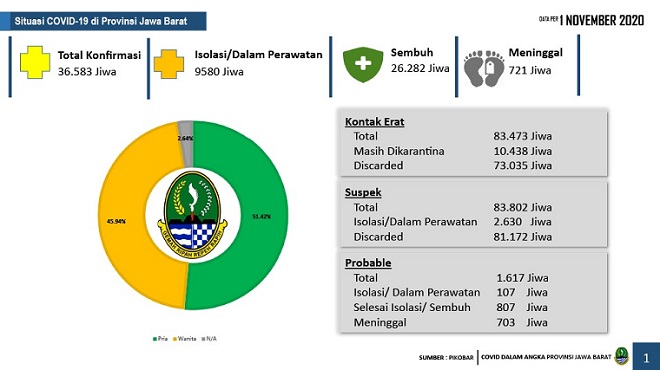 Situasi COVID-19 di Provinsi Jawa Barat
DATA PER 1 NOVEMBER 2020
Total Konfirmasi
36.583 Jiwa
Isolasi/Dalam Perawatan
9580 Jiwa
Sembuh
26.282 Jiwa
Meninggal
721 Jiwa
2.64%
45.94%
51.42%
GEMAH RIPAH REPEH RAPIH
Pria Wanita N/A
Kontak Erat
Total 83.473 Jiwa
Masih Dikarantina 10.438 Jiwa
Discarded 73.035 Jiwa
Suspek
Total 83.802 Jiwa
Isolasi/Dalam Perawatan 2.630 Jiwa
Discarded 81.172 Jiwa
Probable
Total 1.617 Jiwa
Isolasi/ Dalam Perawatan 107 Jiwa
Selesai Isolasi/ Sembuh 807 Jiwa
Meninggal 703 Jiwa
SUMBER : PIKOBAR COVID DALAM ANGKA PROVINSI JAWA BARAT 1